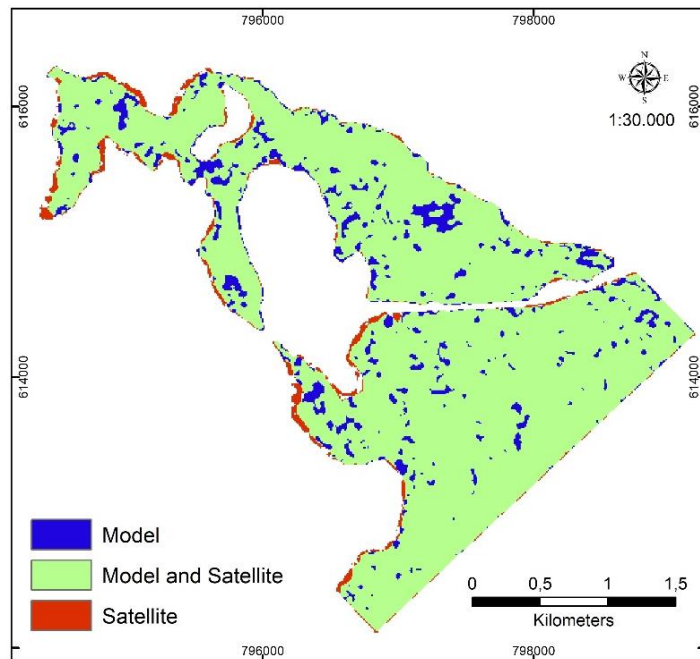 796000 798000
N
W E
S
1:30.000
616000 616000
614000 614000
Model
Model and Satellite
Satellite
0 0,5 1 1,5
Kilometers
796000 798000